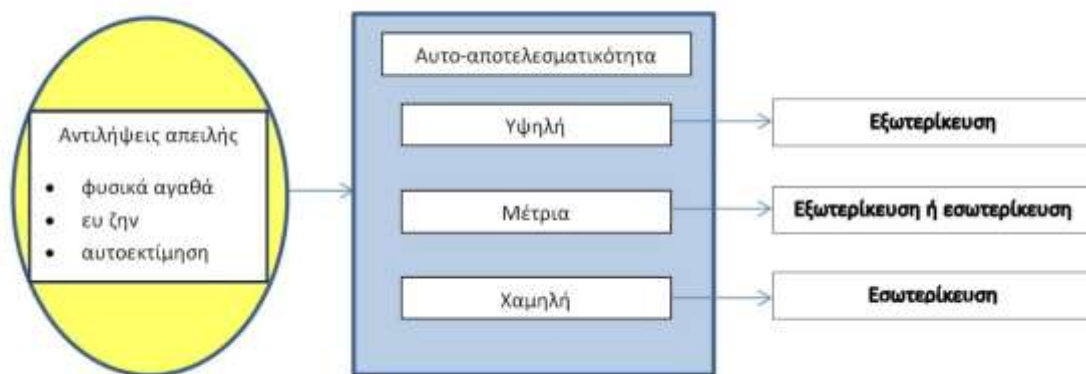 Αντιλήψεις απειλής
• φυσικά αγαθά
• ευ ζην
• αυτοεκτίμηση
Αυτο-αποτελεσματικότητα
Υψηλή
Μέτρια
Χαμηλή
Εξωτερίκευση
Εξωτερίκευση ή εσωτερίκευση
Εσωτερίκευση